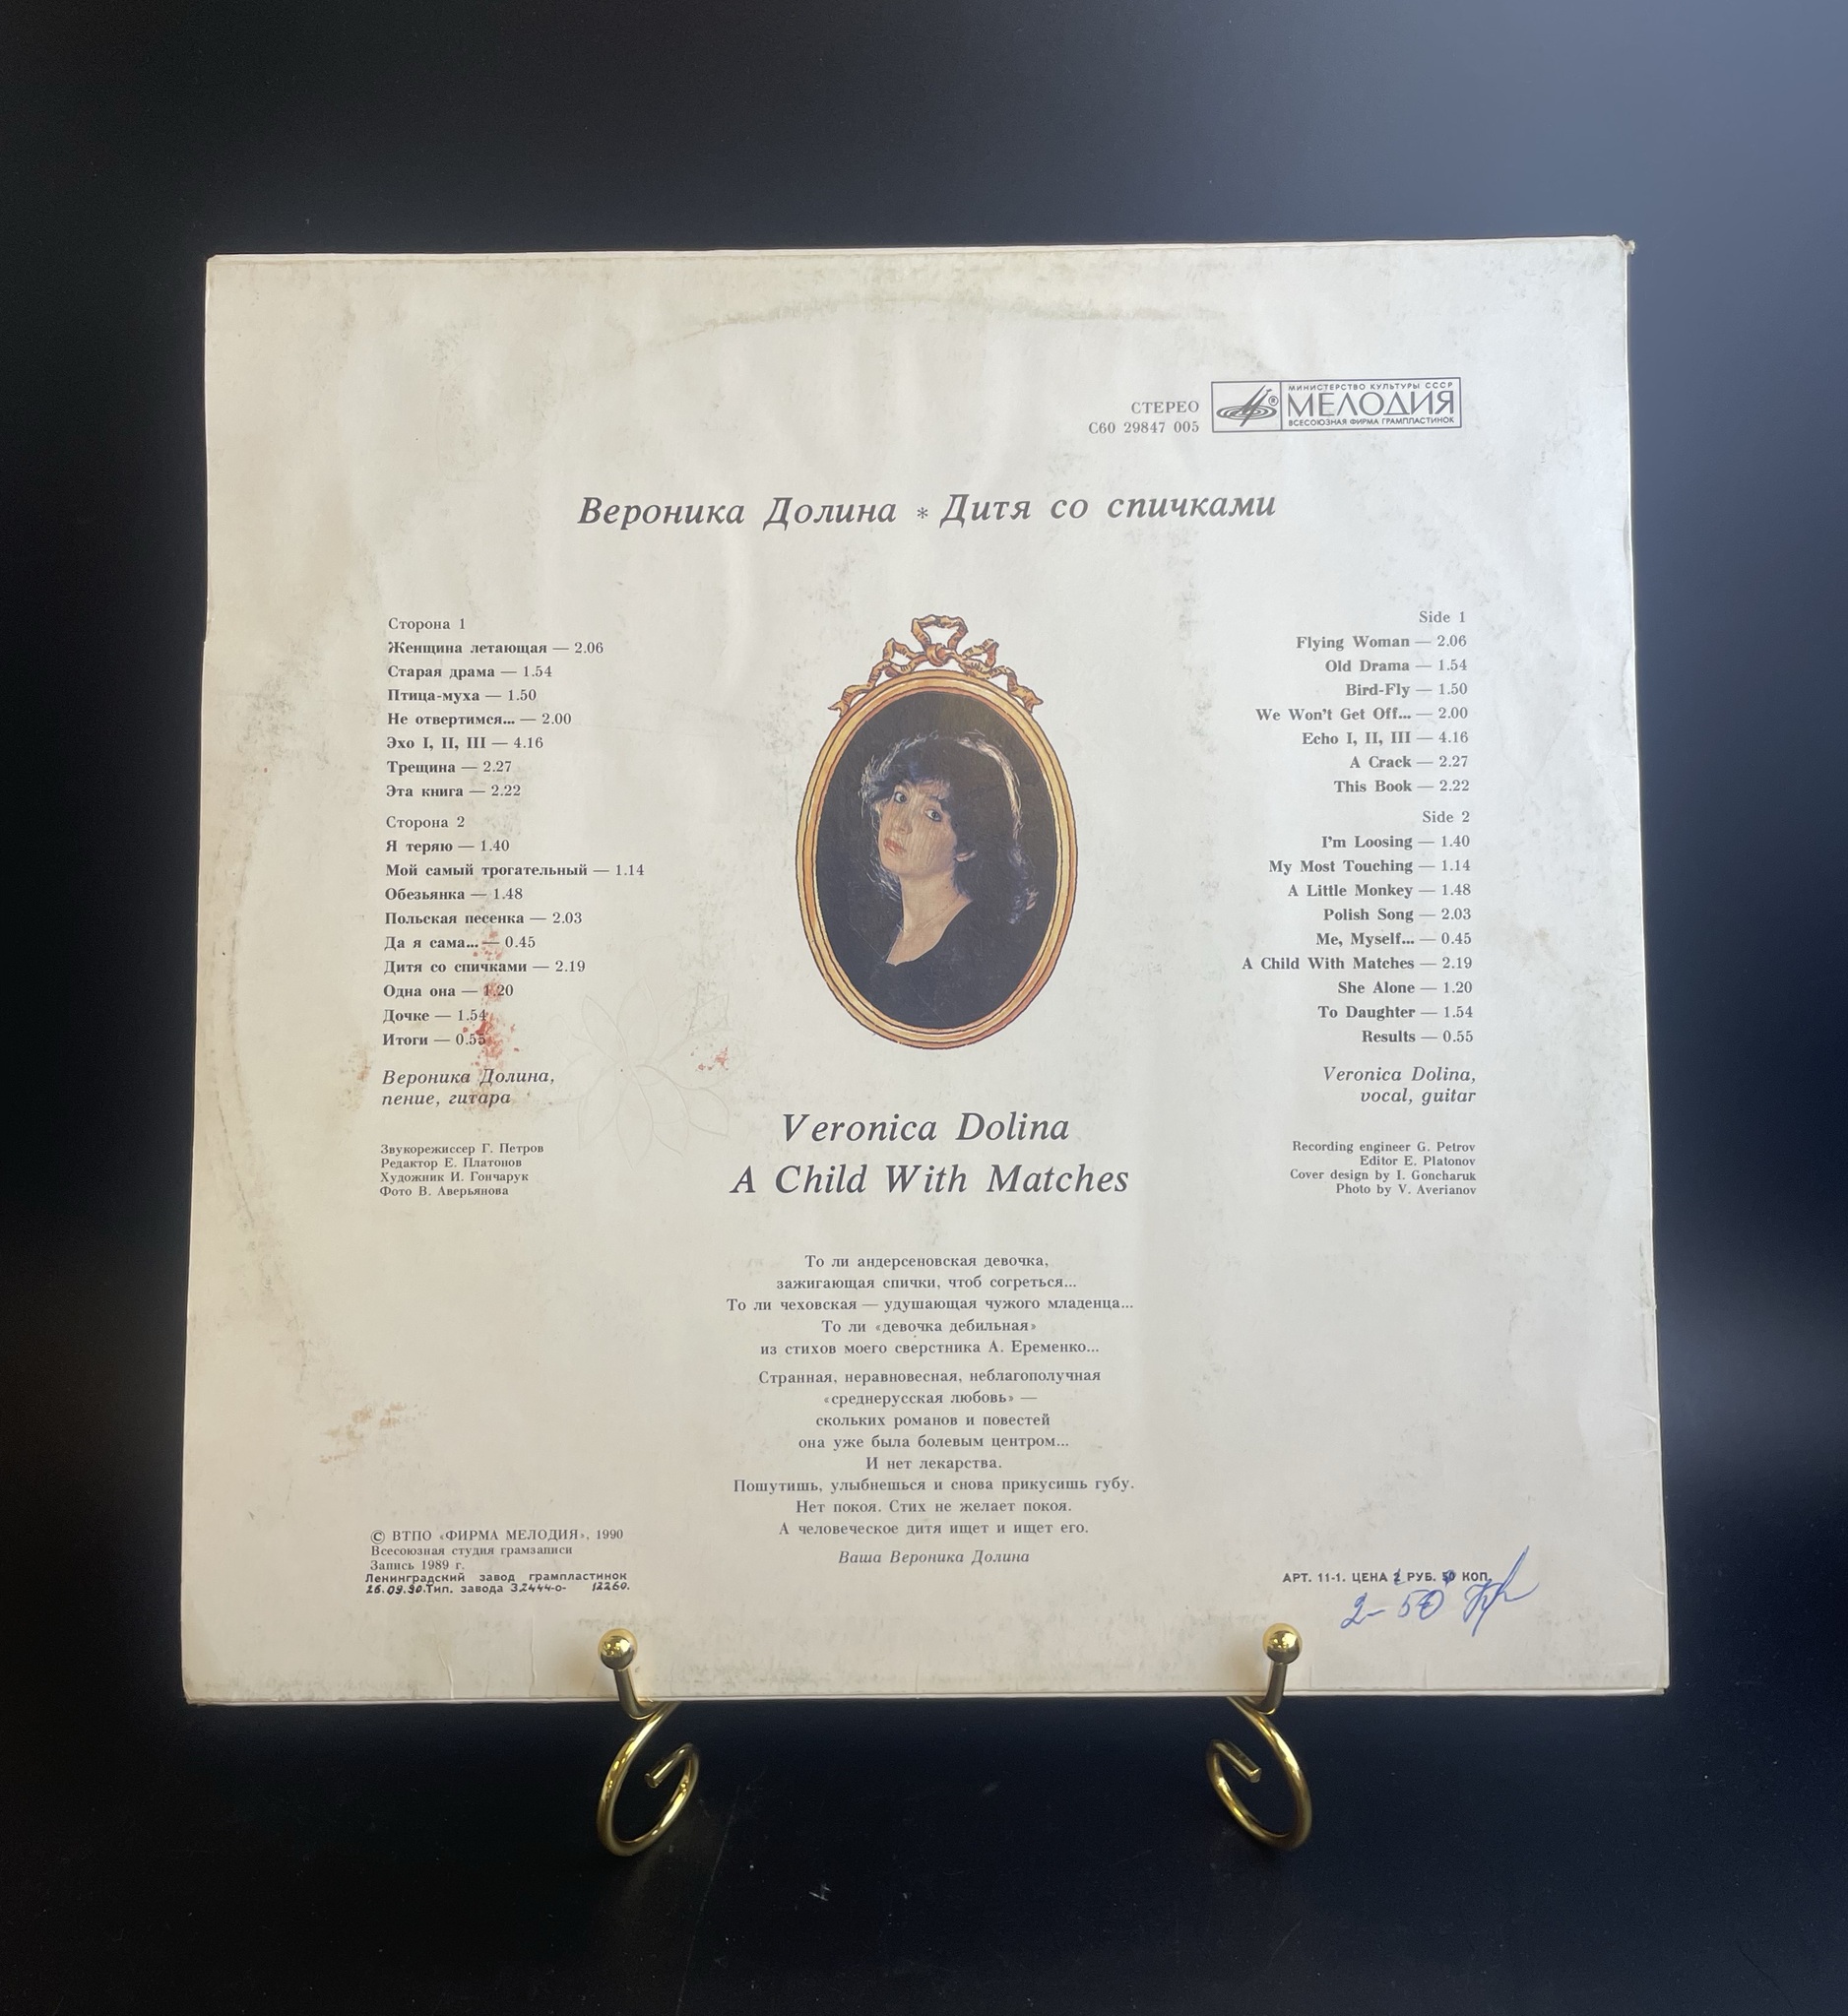 СТЕРЕО
С60 29847 005
МИНИСТЕРСТВО КУЛЬТУРЫ СССР
МЕЛОДИЯ
ВСЕСОЮЗНАЯ ФИРМА ГРАМПЛАСТИНОК
Вероника Долина * Дитя со спичками
Сторона 1
Женщина летающая — 2.06
Старая драма — 1.54
Птица-муха — 1.50
Не отвертимся... — 2.00
Эхо I, II, III — 4.16
Трещина — 2.27
Эта книга — 2.22
Сторона 2
Я теряю — 1.40
Мой самый трогательный — 1.14
Обезьянка — 1.48
Польская песенка — 2.03
Да я сама... — 0.45
Дитя со спичками — 2.19
Одна она — 1.20
Дочке — 1.54
Итоги — 0.55
Вероника Долина,
пение, гитара
Звукорежиссер Г. Петров
Редактор Е. Платонов
Художник И. Гончарук
Фото В. Аверьянова
Side 1
Flying Woman — 2.06
Old Drama — 1.54
Bird-Fly — 1.50
We Won't Get Off... — 2.00
Echo I, II, III — 4.16
A Crack — 2.27
This Book — 2.22
Side 2
I'm Loosing — 1.40
My Most Touching — 1.14
A Little Monkey — 1.48
Polish Song — 2.03
Me, Myself... — 0.45
A Child With Matches — 2.19
She Alone — 1.20
To Daughter — 1.54
Results — 0.55
Veronica Dolina,
vocal, guitar
Recording engineer G. Petrov
Editor E. Platonov
Cover design by I. Goncharuk
Photo by V. Averianov
Veronica Dolina
A Child With Matches
То ли андерсеновская девочка,
зажигающая спички, чтоб согреться...
То ли чеховская — удушающая чужого младенца...
То ли «девочка дебильная»
из стихов моего сверстника А. Еременко...
Странная, неравновесная, неблагополучная
«среднерусская любовь» —
скольких романов и повестей
она уже была болевым центром...
И нет лекарства.
Пошутишь, улыбнешься и снова прикусишь губу.
Нет покоя. Стих не желает покоя.
А человеческое дитя ищет и ищет его.
Ваша Вероника Долина
© ВТПО «ФИРМА МЕЛОДИЯ», 1990
Всесоюзная студия грамзаписи
Запись 1989 г.
Ленинградский завод грампластинок
26.09.90. Тип. завода З.2444-о- 12260.
АРТ. 11-1. ЦЕНА 2 РУБ. 50 КОП.
2-50